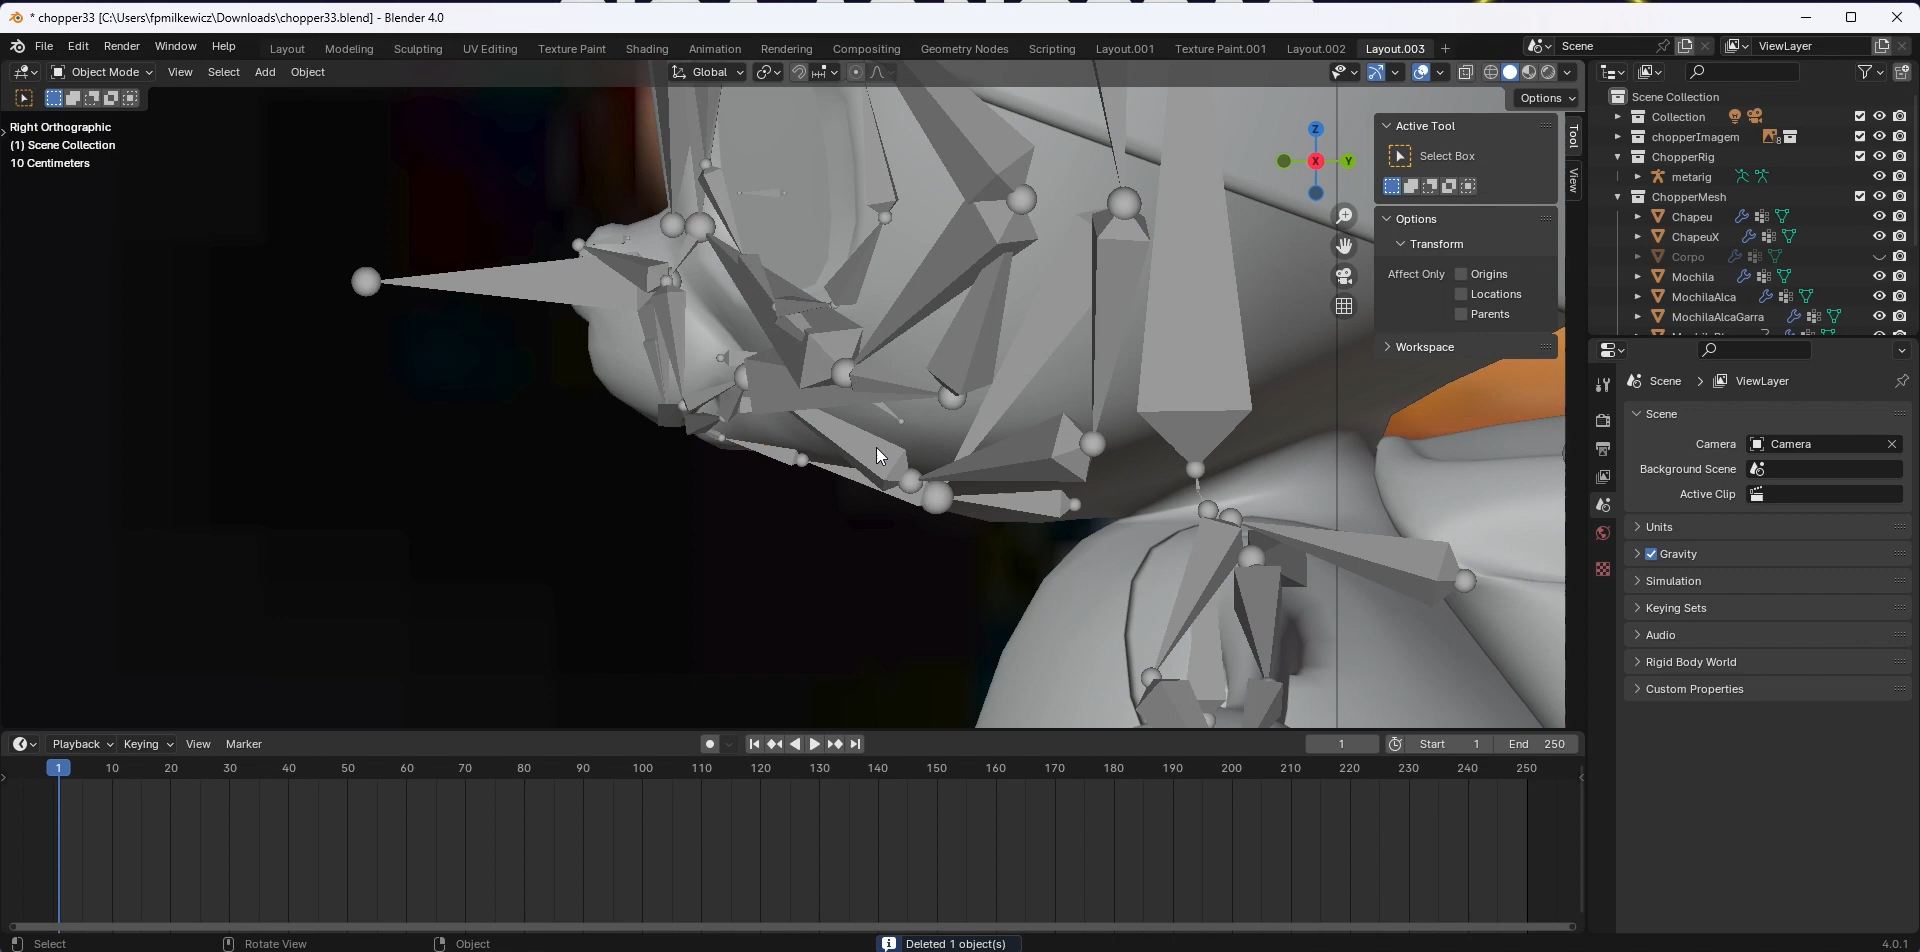 * chopper33 [C:\Users\fpmilkewicz\Downloads\chopper33.blend] - Blender 4.0
File Edit Render Window Help
Layout Modeling Sculpting UV Editing Texture Paint Shading Animation Rendering Compositing Geometry Nodes Scripting Layout.001 Texture Paint.001 Layout.002 Layout.003 +
Scene
ViewLayer
Object Mode View Select Add Object
Global
Options
Right Orthographic
(1) Scene Collection
10 Centimeters
Z
X
Y
Active Tool
Select Box
Options
Transform
Affect Only Origins
Locations
Parents
Workspace
Tool
View
Scene Collection
Collection
chopperImagem
8
ChopperRig
metarig
ChopperMesh
Chapeu
ChapeuX
Corpo
Mochila
MochilaAlca
MochilaAlcaGarra
Scene > ViewLayer
Scene
Camera Camera
Background Scene
Active Clip
Units
Gravity
Simulation
Keying Sets
Audio
Rigid Body World
Custom Properties
Playback Keying View Marker
1
Start 1
End 250
1 10 20 30 40 50 60 70 80 90 100 110 120 130 140 150 160 170 180 190 200 210 220 230 240 250
Select
Rotate View
Object
Deleted 1 object(s)
4.0.1